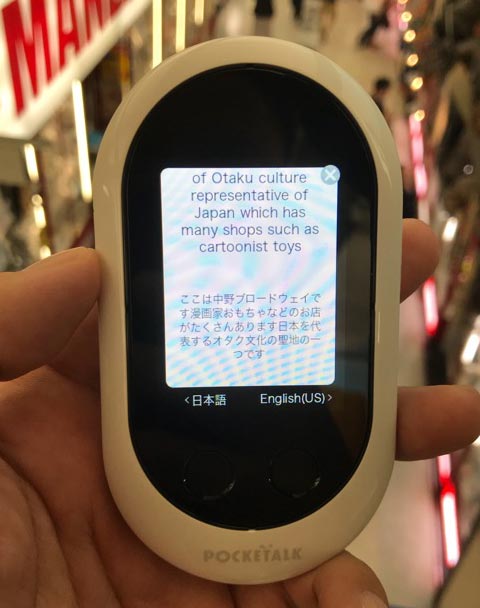 MAN
of Otaku culture
representative of
Japan which has
many shops such as
cartoonist toys
ここは中野ブロードウェイで
す漫画家おもちゃなどのお店
がたくさんあります日本を代
表するオタク文化の聖地の一
つです
<日本語 English(US)>
POCKETALK